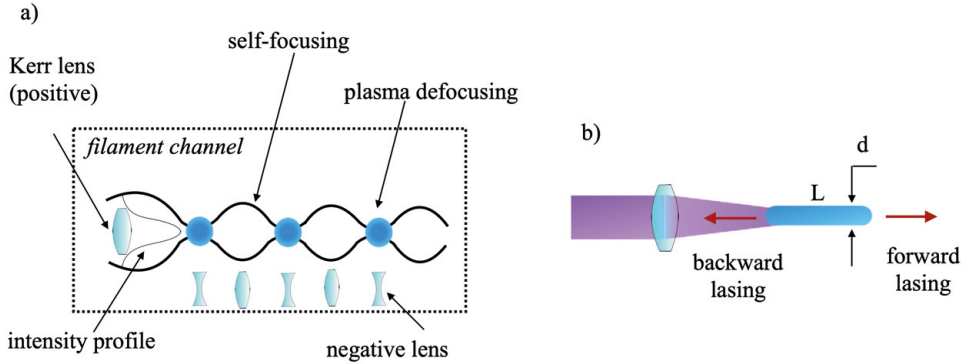 a)
self-focusing
Kerr lens
(positive)
plasma defocusing
filament channel
intensity profile
negative lens
b)
d
L
backward
lasing
forward
lasing